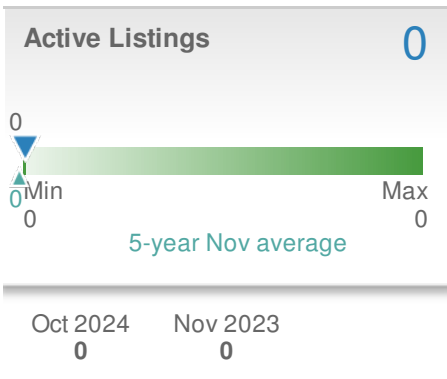 Active Listings 0
0
0
Min Max
0 0
5-year Nov average
Oct 2024 Nov 2023
0 0